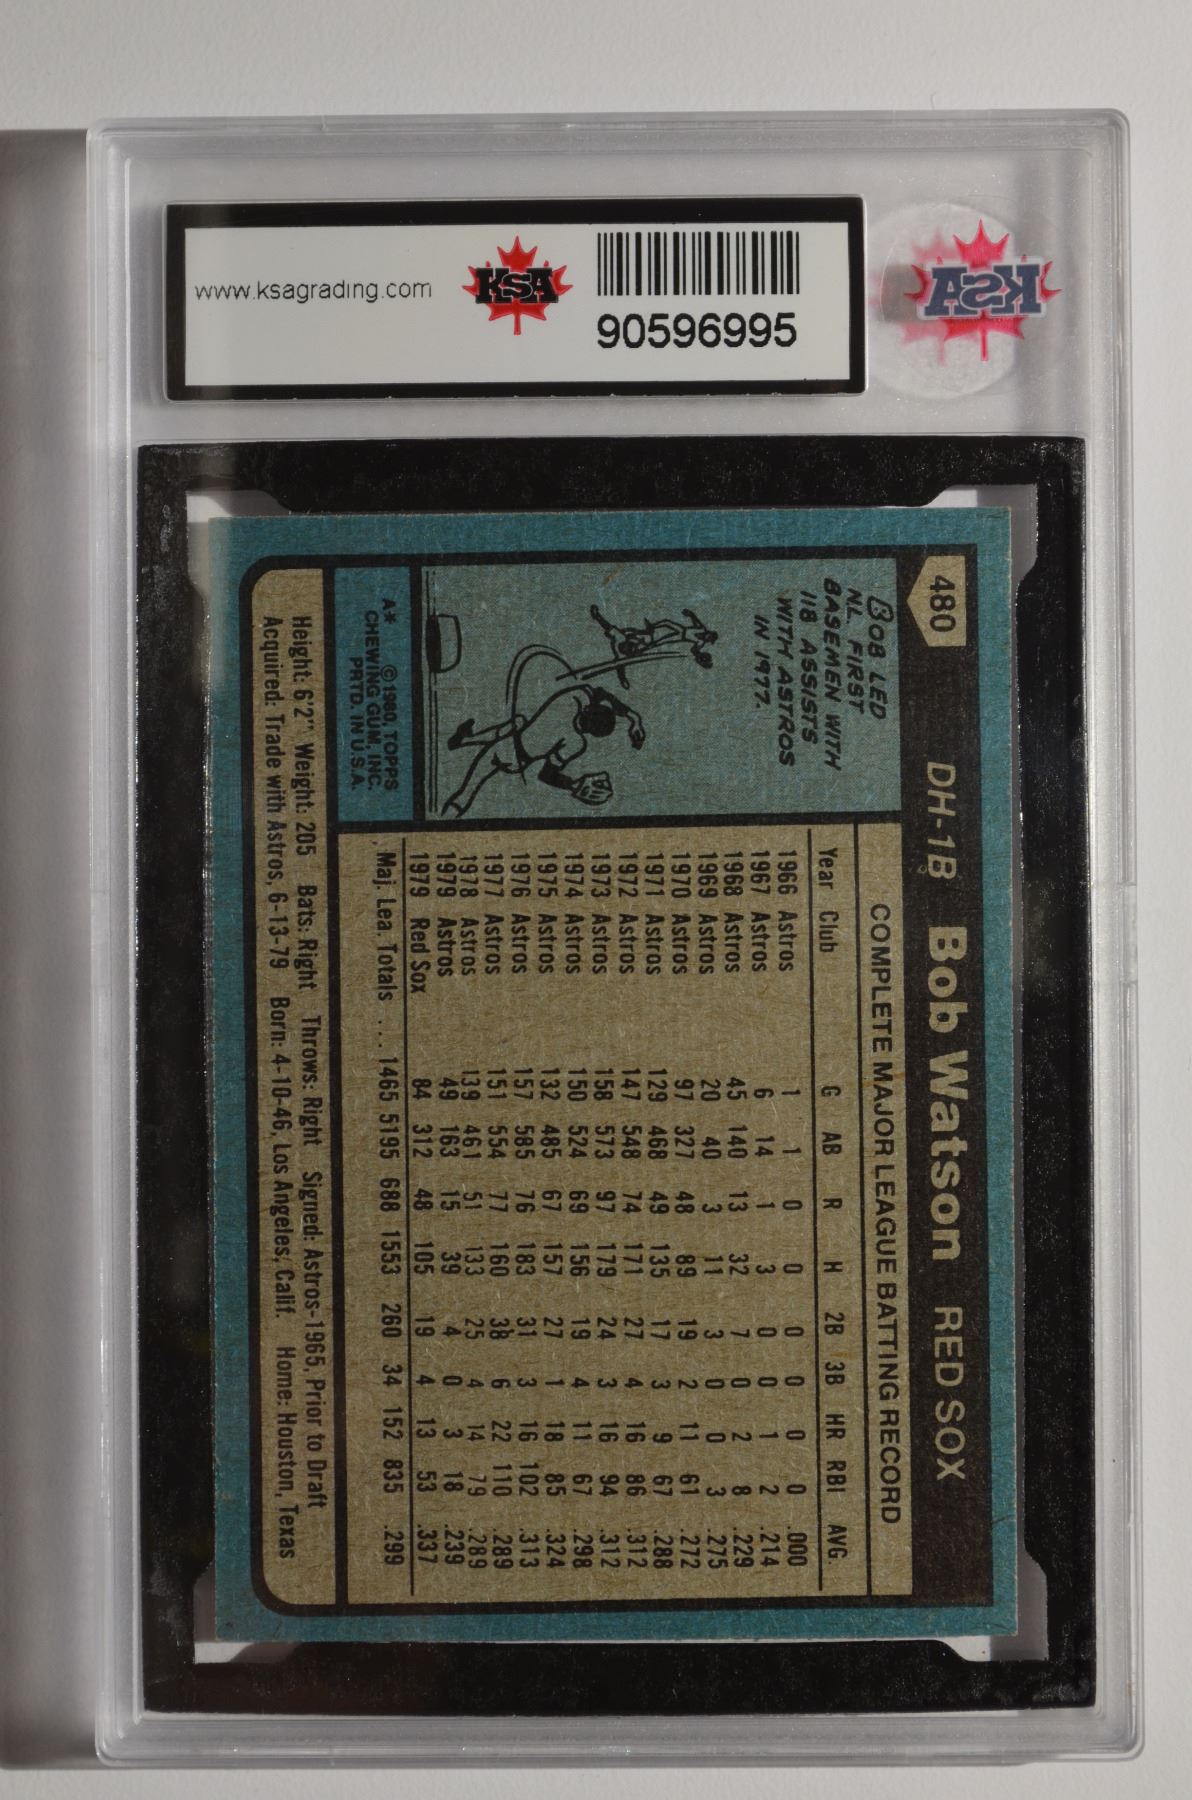 www.ksagrading.com
KSA
90596995
KSA
480
DH-1B Bob Watson RED SOX
BOB LED
NL FIRST
BASEMEN WITH
118 ASSISTS
WITH ASTROS
IN 1977.
A* ©1980, TOPPS
CHEWING GUM, INC.
PRTD. IN U.S.A.
COMPLETE MAJOR LEAGUE BATTING RECORD
Year Club G AB R H 2B 3B HR RBI AVG.
1966 Astros 1 1 0 0 0 0 0 0 .000
1967 Astros 6 14 1 3 0 0 1 2 .214
1968 Astros 45 140 13 32 7 0 2 8 .229
1969 Astros 20 40 3 11 3 0 0 3 .275
1970 Astros 97 327 48 89 19 2 11 61 .272
1971 Astros 129 468 49 135 17 3 9 67 .288
1972 Astros 147 548 74 171 27 4 16 86 .312
1973 Astros 158 573 97 179 24 3 16 94 .312
1974 Astros 150 524 69 156 19 4 11 67 .298
1975 Astros 132 485 67 157 27 1 18 85 .324
1976 Astros 157 585 76 183 31 3 16 102 .313
1977 Astros 151 554 77 160 38 6 22 110 .289
1978 Astros 139 461 51 133 25 4 14 79 .289
1979 Astros 49 163 15 39 4 0 3 18 .239
1979 Red Sox 84 312 48 105 19 4 13 53 .337
Maj. Lea. Totals ... 1465 5195 688 1553 260 34 152 835 .299
Height: 6'2" Weight: 205 Bats: Right Throws: Right Signed: Astros-1965, Prior to Draft
Acquired: Trade with Astros, 6-13-79 Born: 4-10-46, Los Angeles, Calif. Home: Houston, Texas